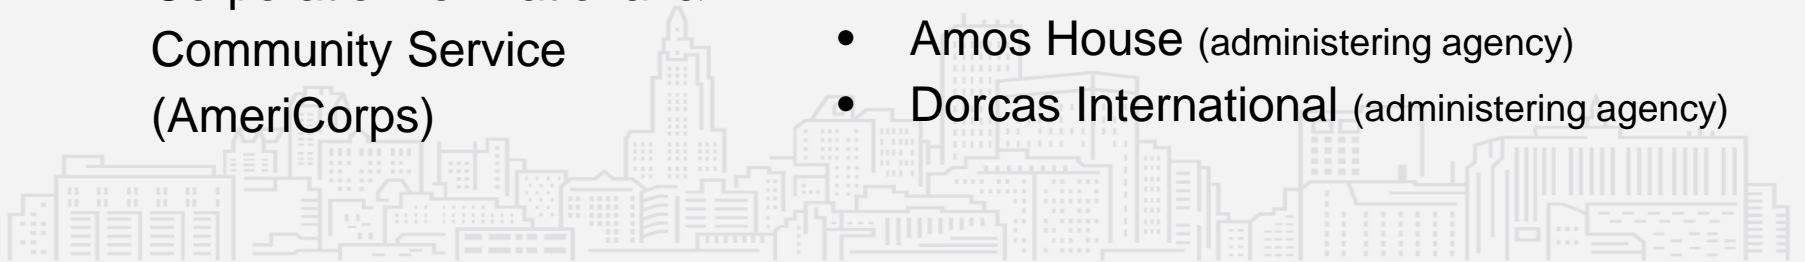 Community Service
(AmeriCorps)
• Amos House (administering agency)
• Dorcas International (administering agency)